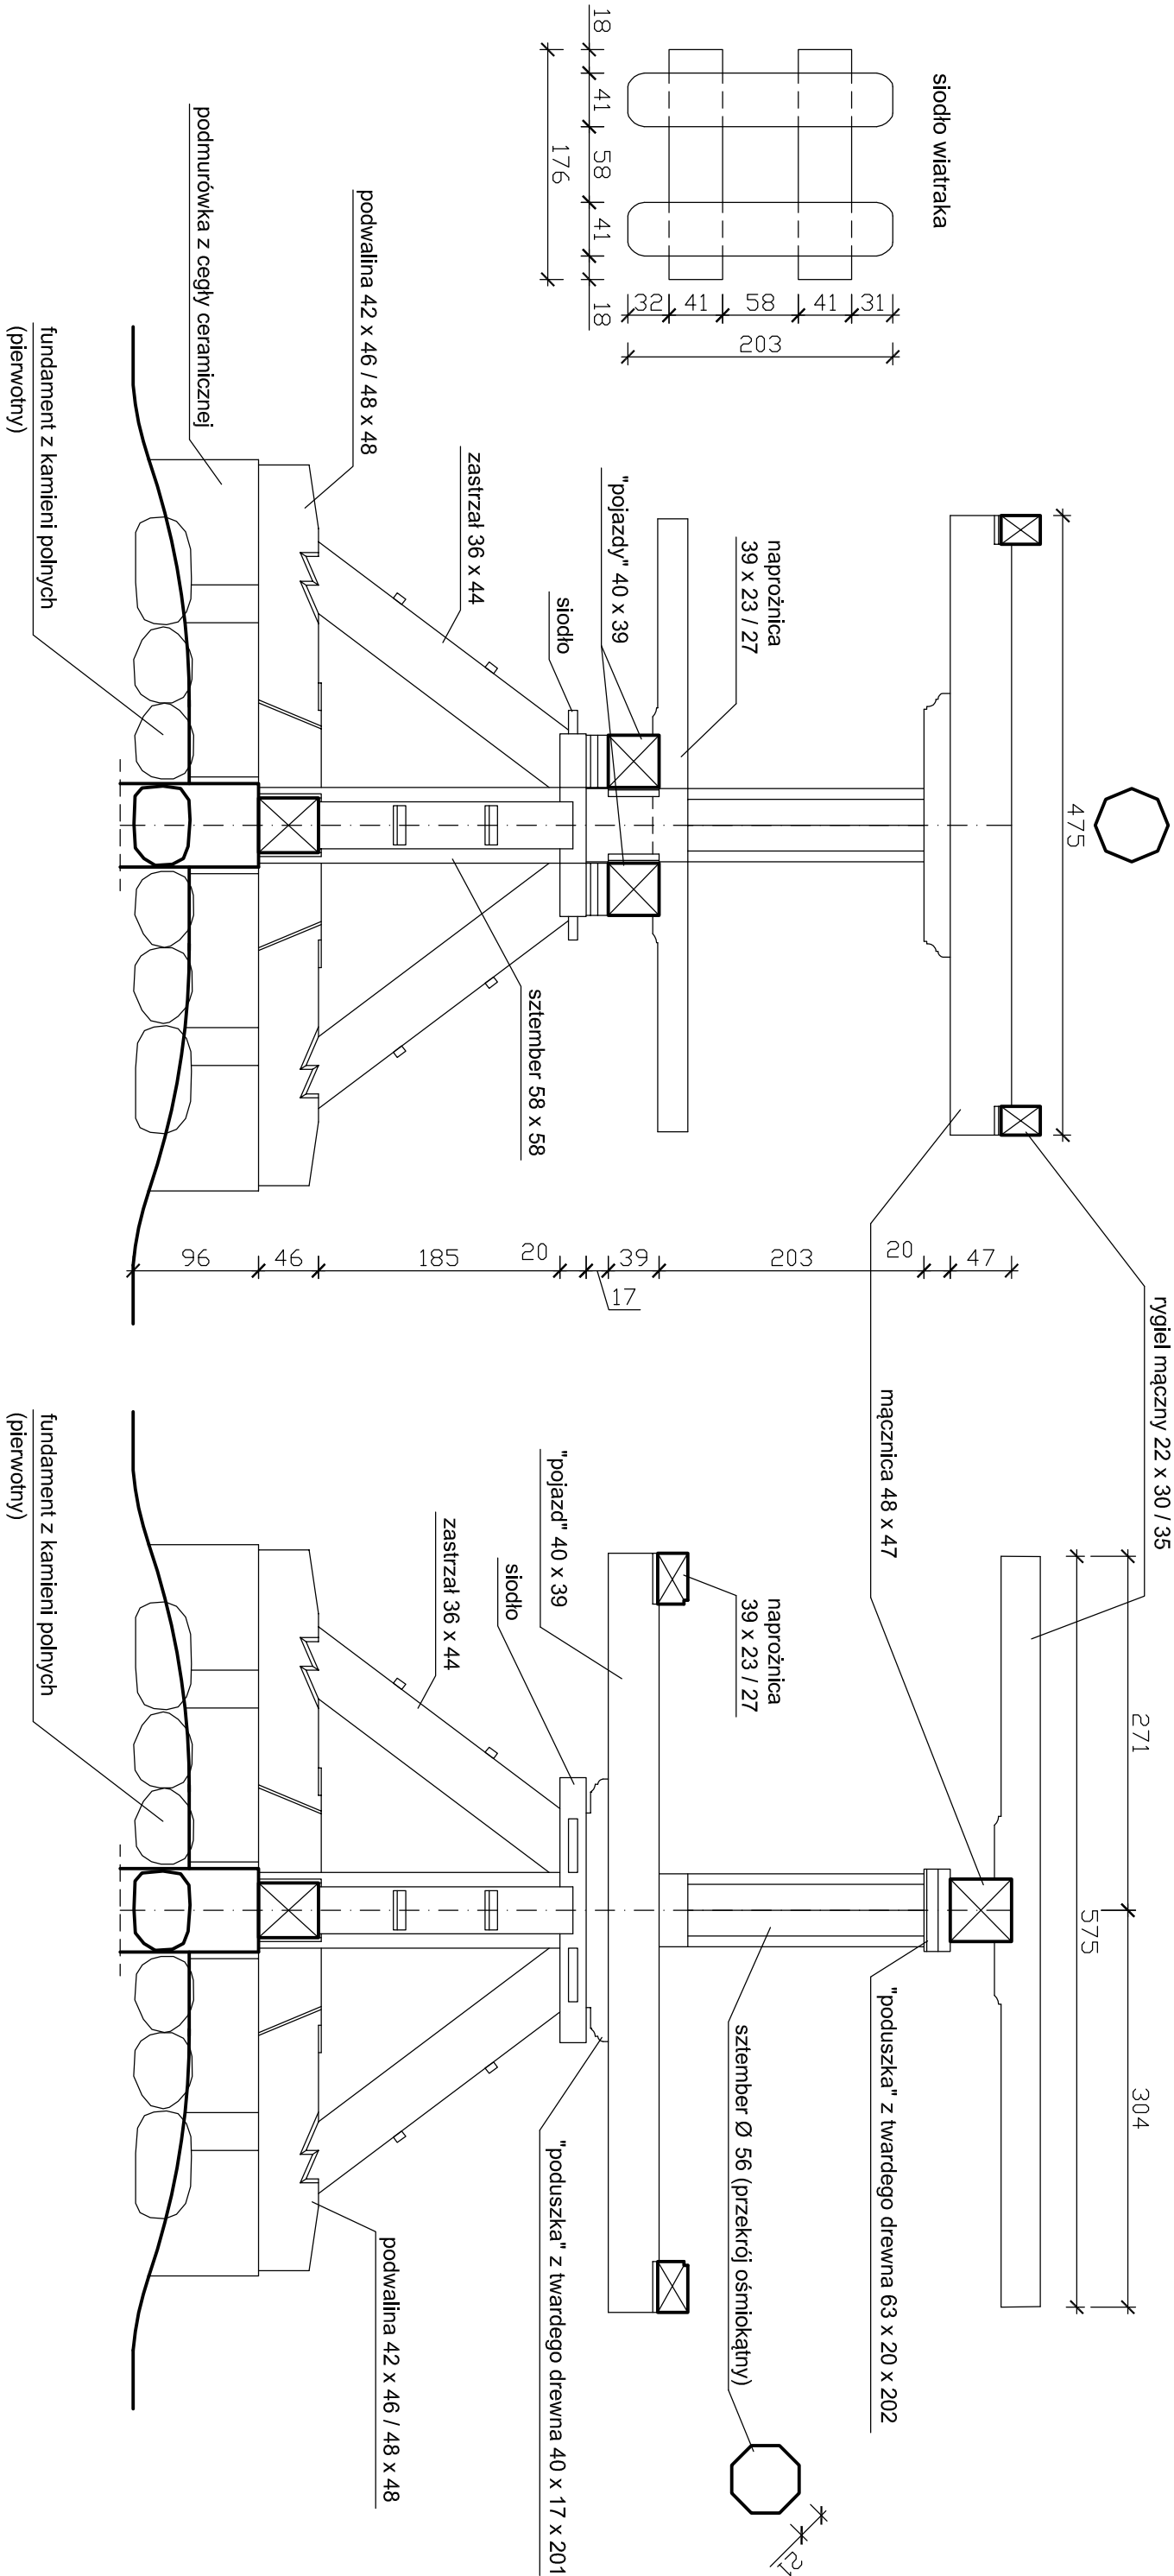 siodło wiatraka
18
41
58
41
18
176
32
41
58
41
31
203
podmurówka z cegły ceramicznej
fundament z kamieni polnych
(pierwotny)
podwalina 42 x 46 / 48 x 48
zastrzał 36 x 44
siodło
"pojazdy" 40 x 39
naprożnica
39 x 23 / 27
sztember 58 x 58
475
96
46
185
20
17
39
203
20
47
rygiel mączny 22 x 30 / 35
mącznica 48 x 47
271
304
575
naprożnica
39 x 23 / 27
"pojazd" 40 x 39
siodło
zastrzał 36 x 44
fundament z kamieni polnych
(pierwotny)
"poduszka" z twardego drewna 63 x 20 x 202
sztember Ø 56 (przekrój ośmiokątny)
21
"poduszka" z twardego drewna 40 x 17 x 201
podwalina 42 x 46 / 48 x 48